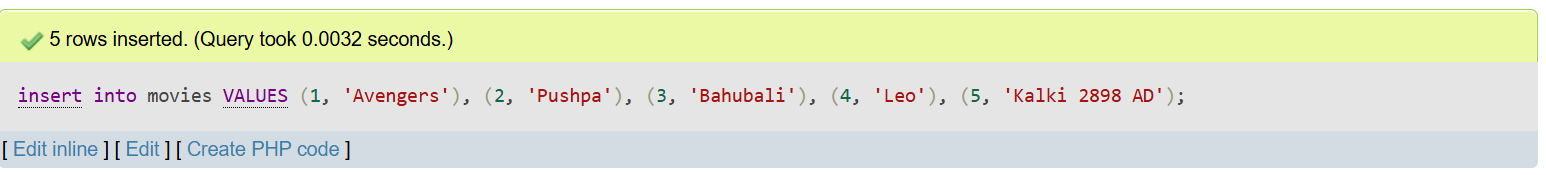 5 rows inserted. (Query took 0.0032 seconds.)
insert into movies VALUES (1, 'Avengers'), (2, 'Pushpa'), (3, 'Bahubali'), (4, 'Leo'), (5, 'Kalki 2898 AD');
[ Edit inline ] [ Edit ] [ Create PHP code ]